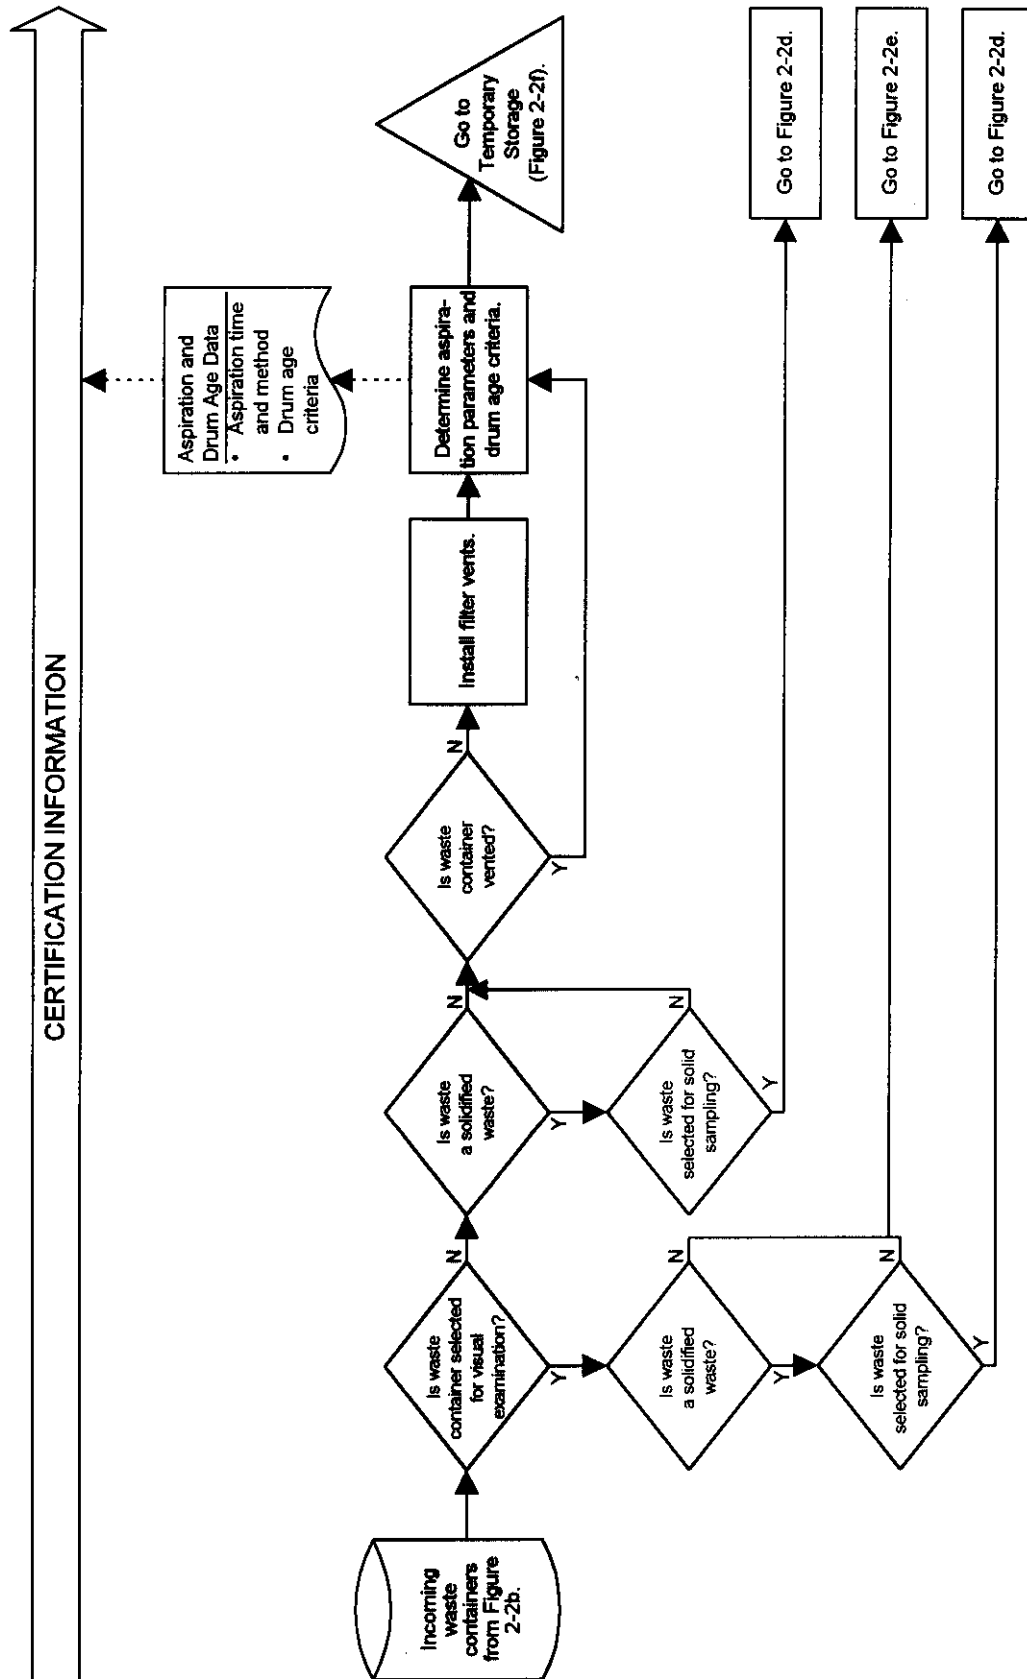 CERTIFICATION INFORMATION
Incoming
waste
containers
from Figure
2-2b.
Is waste
container selected
for visual
examination?
N
Y
Is waste
a solidified
waste?
N
Y
Is waste
container
vented?
N
Y
Install filter vents.
Determine aspira-
tion parameters and
drum age criteria.
Aspiration and
Drum Age Data
• Aspiration time
and method
• Drum age
criteria
Go to
Temporary
Storage
(Figure 2-2f).
Is waste
selected for solid
sampling?
N
Y
Go to Figure 2-2d.
Is waste
a solidified
waste?
N
Y
Go to Figure 2-2e.
Is waste
selected for solid
sampling?
N
Y
Go to Figure 2-2d.